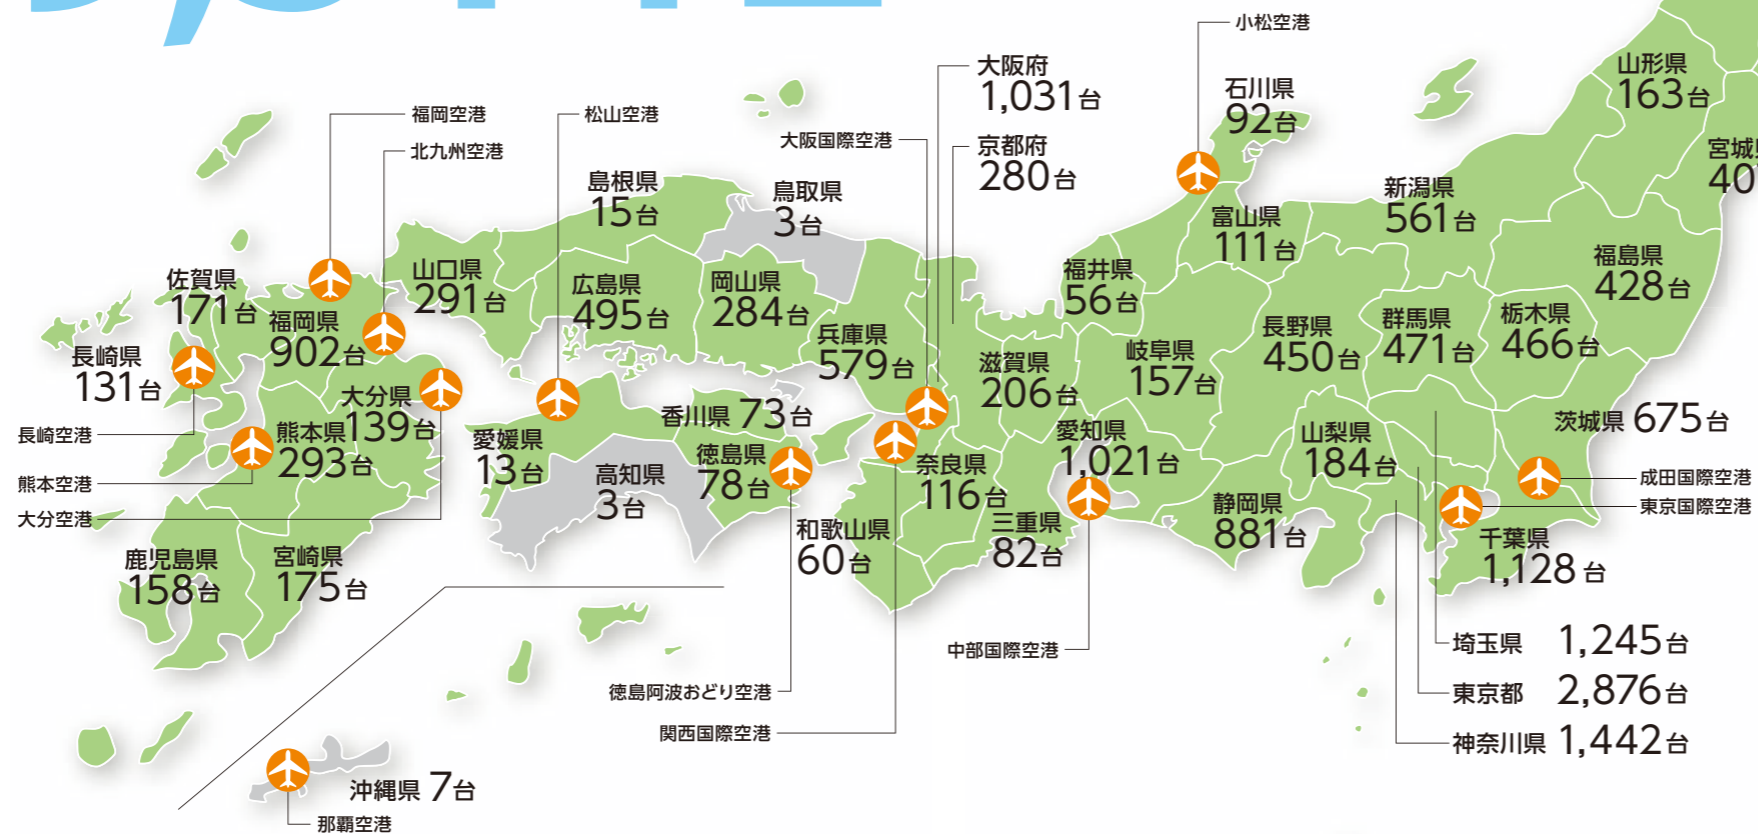 小松空港
大阪府
1,031台
山形県
163台
石川県
92台
福岡空港
松山空港
大阪国際空港
京都府
280台
北九州空港
宮城県
島根県
15台
鳥取県
3台
新潟県
561台
富山県
111台
福島県
428台
佐賀県
171台
山口県
291台
広島県
495台
岡山県
284台
福井県
56台
福岡県
902台
兵庫県
579台
長野県
450台
群馬県
471台
栃木県
466台
長崎県
131台
滋賀県
206台
岐阜県
157台
大分県
139台
香川県 73台
茨城県 675台
長崎空港
熊本県
293台
愛媛県
13台
徳島県
78台
愛知県
1,021台
山梨県
184台
高知県
3台
奈良県
116台
熊本空港
成田国際空港
大分空港
東京国際空港
和歌山県
60台
三重県
82台
静岡県
881台
千葉県
1,128台
鹿児島県
158台
宮崎県
175台
中部国際空港
埼玉県 1,245台
徳島阿波おどり空港
東京都 2,876台
関西国際空港
神奈川県 1,442台
沖縄県 7台
那覇空港